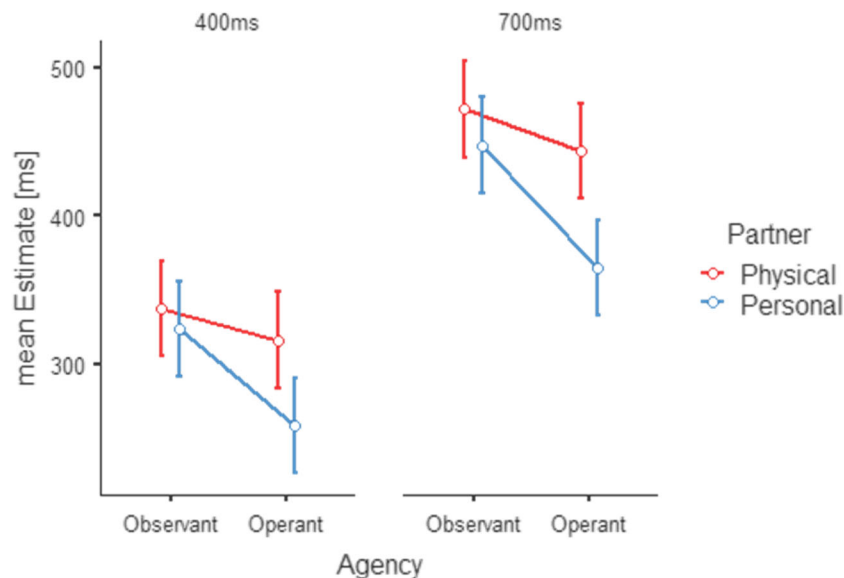 400ms 700ms
500
400
300
mean Estimate [ms]
Observant Operant Observant Operant
Agency
Partner
Physical
Personal